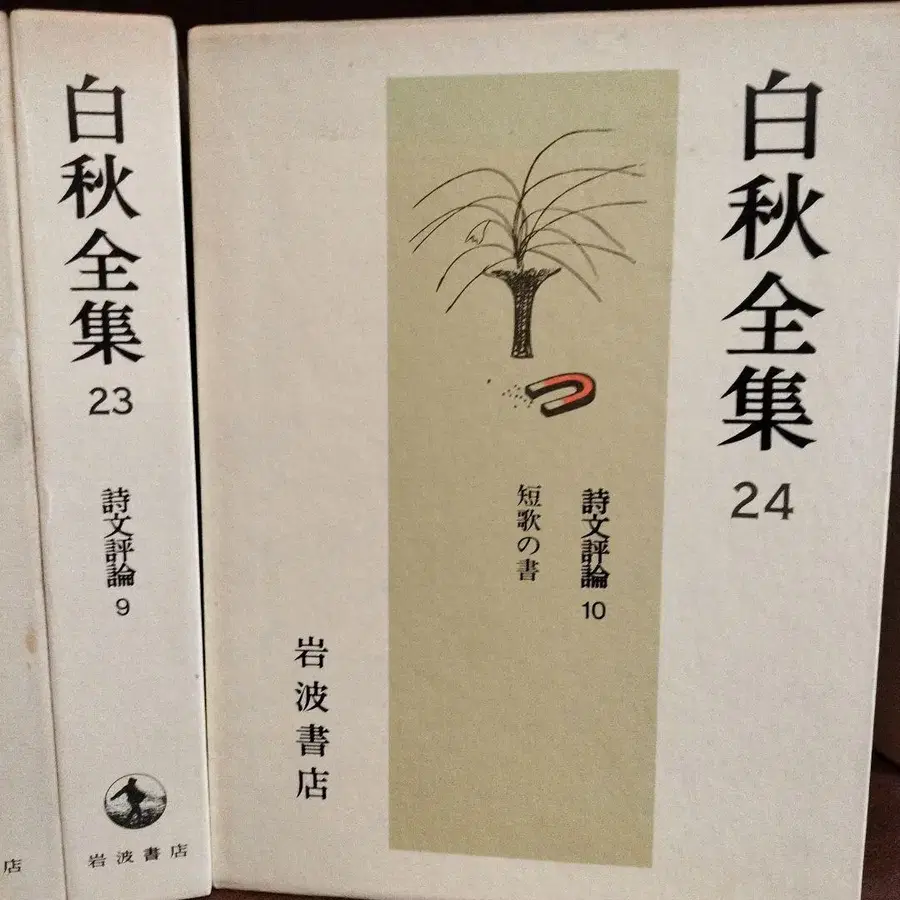 白秋全集
24
詩文評論 10
短歌の書
岩波書店
白秋全集
23
詩文評論
9
岩波書店
店